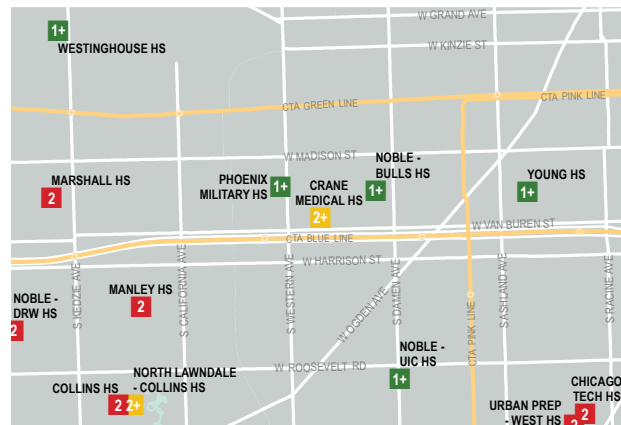 W GRAND AVE
1+
WESTINGHOUSE HS
W KINZIE ST
CTA PINK LINE
CTA GREEN LINE
W MADISON ST
MARSHALL HS
2
PHOENIX
MILITARY HS
1+
CRANE
MEDICAL HS
2+
NOBLE -
BULLS HS
1+
YOUNG HS
1+
W VAN BUREN ST
CTA BLUE LINE
W HARRISON ST
S KEDZIE AVE
S CALIFORNIA AVE
S WESTERN AVE
W OGDEN AVE
S DAMEN AVE
CTA PINK LINE
S ASHLAND AVE
S RACINE AVE
NOBLE -
DRW HS
2
MANLEY HS
2
W ROOSEVELT RD
NOBLE -
UIC HS
1+
COLLINS HS
2
NORTH LAWNDALE
- COLLINS HS
2+
CHICAGO
TECH HS
2
URBAN PREP
- WEST HS
2